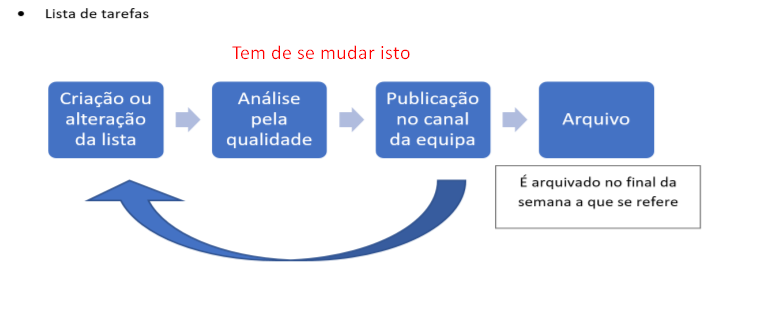 Lista de tarefas
Tem de se mudar isto
Criação ou
alteração
da lista
Análise
pela
qualidade
Publicação
no canal
da equipa
Arquivo
É arquivado no final da
semana a que se refere